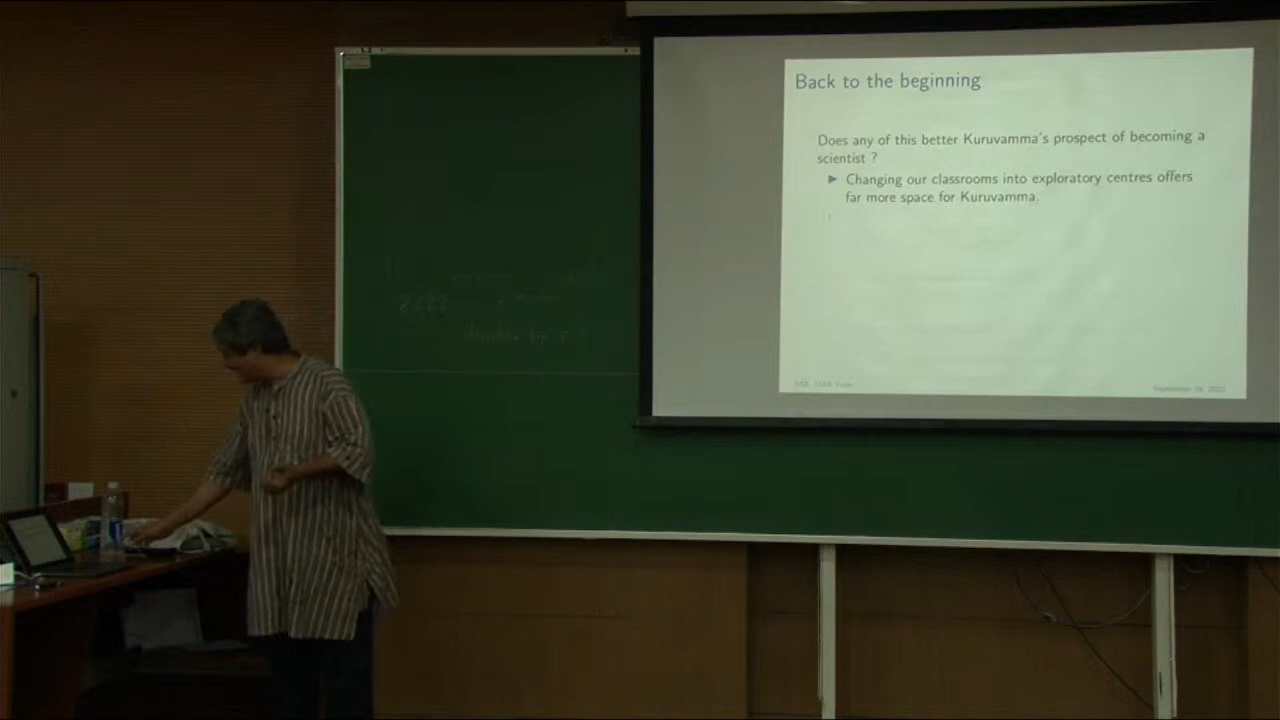 Back to the beginning
Does any of this better Kuruvamma's prospect of becoming a
scientist ?
▶ Changing our classrooms into exploratory centres offers
far more space for Kuruvamma.